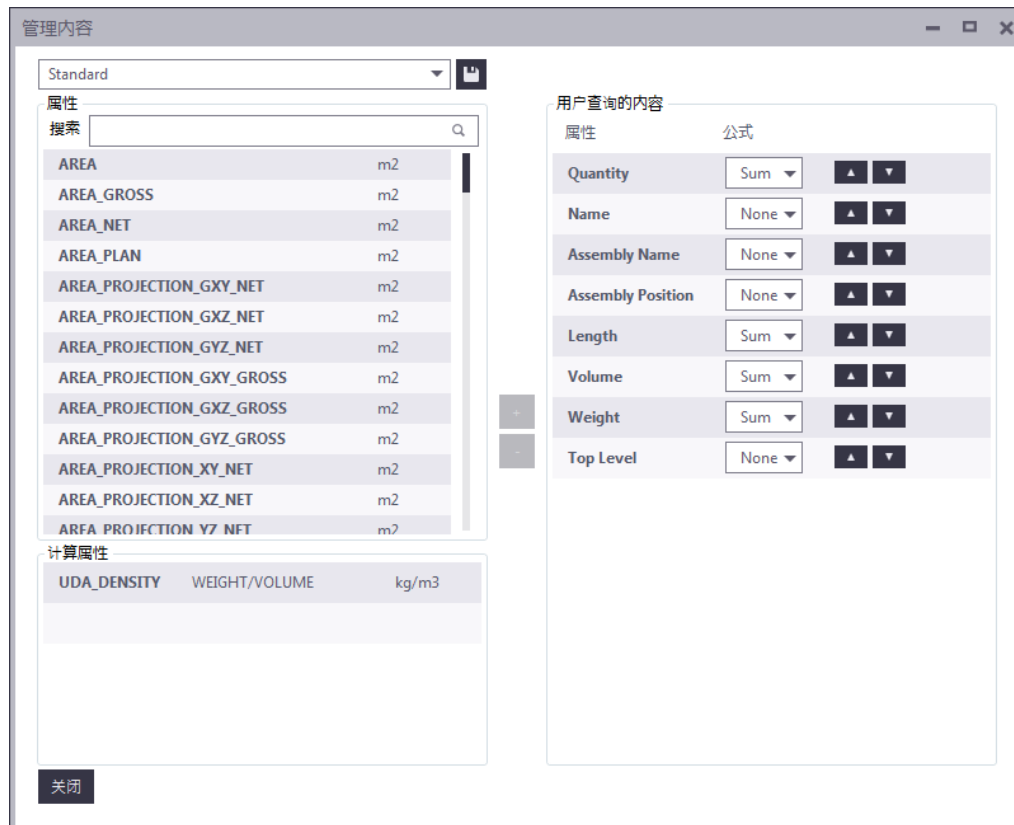 管理内容
Standard
属性
搜索
AREA m2
AREA_GROSS m2
AREA_NET m2
AREA_PLAN m2
AREA_PROJECTION_GXY_NET m2
AREA_PROJECTION_GXZ_NET m2
AREA_PROJECTION_GYZ_NET m2
AREA_PROJECTION_GXY_GROSS m2
AREA_PROJECTION_GXZ_GROSS m2
AREA_PROJECTION_GYZ_GROSS m2
AREA_PROJECTION_XY_NET m2
AREA_PROJECTION_XZ_NET m2
AREA_PROJECTION_YZ_NET m2
计算属性
UDA_DENSITY WEIGHT/VOLUME kg/m3
关闭
+
-
用户查询的内容
属性 公式
Quantity Sum
Name None
Assembly Name None
Assembly Position None
Length Sum
Volume Sum
Weight Sum
Top Level None